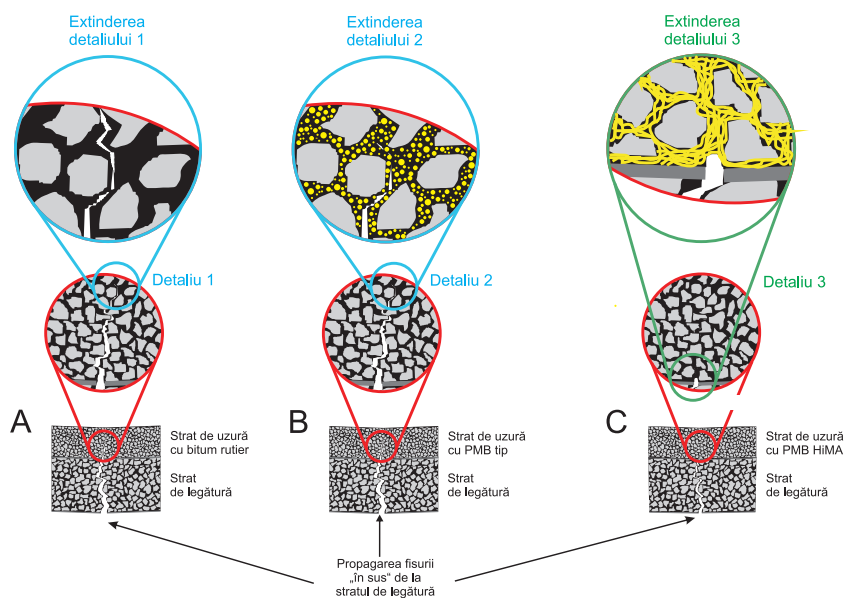 Extinderea
detaliului 1
Extinderea
detaliului 2
Extinderea
detaliului 3
Detaliu 1
Detaliu 2
Detaliu 3
A
Strat de uzură
cu bitum rutier
Strat
de legătură
B
Strat de uzură
cu PMB tip
Strat
de legătură
C
Strat de uzură
cu PMB HiMA
Strat
de legătură
Propagarea fisurii
„în sus“ de la
stratul de legătură